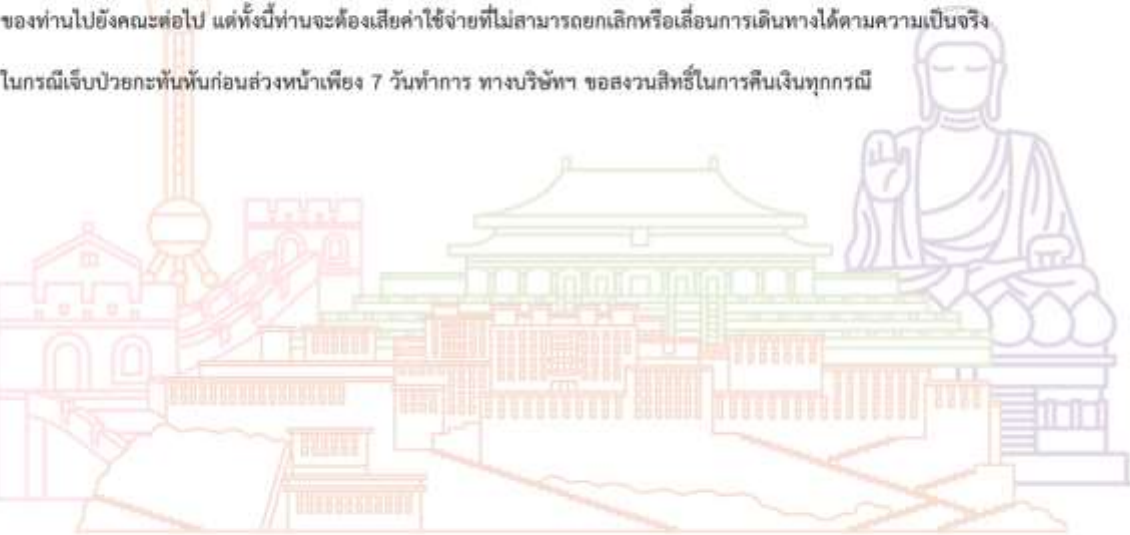 ของท่านไปยังคณะต่อไป แต่ทั้งนี้ท่านจะต้องเสียค่าใช้จ่ายที่ไม่สามารถยกเลิกหรือเลื่อนการเดินทางได้ตามความเป็นจริง
ในกรณีเจ็บป่วยกะทันหันก่อนล่วงหน้าเพียง 7 วันทำการ ทางบริษัทฯ ขอสงวนสิทธิ์ในการคืนเงินทุกกรณี